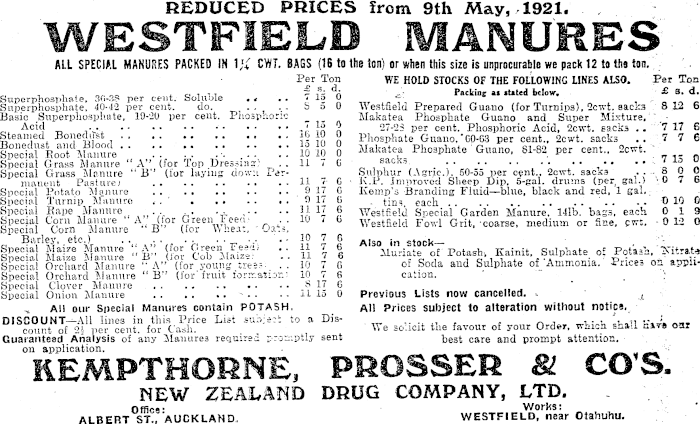 REDUCED PRICES from 9th May, 1921.
WESTFIELD MANURES
ALL SPECIAL MANURES PACKED IN 1¼ CWT. BAGS (16 to the ton) or when this size is unprocurable we pack 12 to the ton.
Per Ton
£ s. d.
Superphosphate, 36-38 per cent. Soluble .. .. 7 15 0
Superphosphate, 40-42 per cent. do. .. .. 8 5 0
Basic Superphosphate, 19-20 per cent. Phosphoric
Acid .. .. .. .. .. .. 7 15 0
Steamed Bonedust .. .. .. .. .. 16 10 0
Bonedust and Blood .. .. .. .. .. 15 10 0
Special Root Manure .. .. .. .. 10 10 0
Special Grass Manure "A" (for Top Dressing) .. 11 7 6
Special Grass Manure "B" (for laying down Per-
manent Pasture) .. .. .. .. 11 7 6
Special Potato Manure .. .. .. .. 9 17 6
Special Turnip Manure .. .. .. .. 9 17 6
Special Rape Manure .. .. .. .. 11 17 6
Special Corn Manure "A" (for Green Feed) .. 10 7 6
Special Corn Manure "B" (for Wheat, Oats,
Barley, etc.) .. .. .. .. .. 10 7 6
Special Maize Manure "A" (for Green Feed) .. 11 7 6
Special Maize Manure "B" (for Cob Maize) .. 11 7 6
Special Orchard Manure "A" (for young trees) .. 10 7 6
Special Orchard Manure "B" (for fruit formation) 10 7 6
Special Clover Manure .. .. .. .. 8 17 6
Special Onion Manure .. .. .. .. 11 15 0
All our Special Manures contain POTASH.
DISCOUNT—All lines in this Price List subject to a Dis-
count of 2½ per cent. for Cash.
Guaranteed Analysis of any Manures required promptly sent
on application.
WE HOLD STOCKS OF THE FOLLOWING LINES ALSO.
Packing as stated below.
Per Ton
£ s. d.
Westfield Prepared Guano (for Turnips), 2cwt. sacks 8 12 6
Makatea Phosphate Guano and Super Mixture,
27-28 per cent. Phosphoric Acid, 2cwt. sacks .. 7 17 6
Phosphate Guano, 60-65 per cent., 2cwt. sacks 7 7 6
Makatea Phosphate Guano, 81-82 per cent., 2cwt.
sacks .. .. .. .. .. .. 7 15 0
Sulphur (Agric.), 50-55 per cent., 2cwt. sacks 8 0 0
K.P. Improved Sheep Dip, 5-gal. drums (per gal.) 0 7 6
Kemp's Branding Fluid—blue, black and red, 1 gal.
tins, each .. .. .. .. .. 0 10 0
Westfield Special Garden Manure, 14lb. bags, each 0 1 9
Westfield Fowl Grit, coarse, medium or fine, cwt. 0 12 0
Also in stock—
Muriate of Potash, Kainit, Sulphate of Potash, Nitrate
of Soda and Sulphate of Ammonia. Prices on appli-
cation.
Previous Lists now cancelled.
All Prices subject to alteration without notice.
We solicit the favour of your Order, which shall have our
best care and prompt attention.
KEMPTHORNE, PROSSER & CO'S.
NEW ZEALAND DRUG COMPANY, LTD.
Office:
ALBERT ST., AUCKLAND.
Works:
WESTFIELD, near Otahuhu.